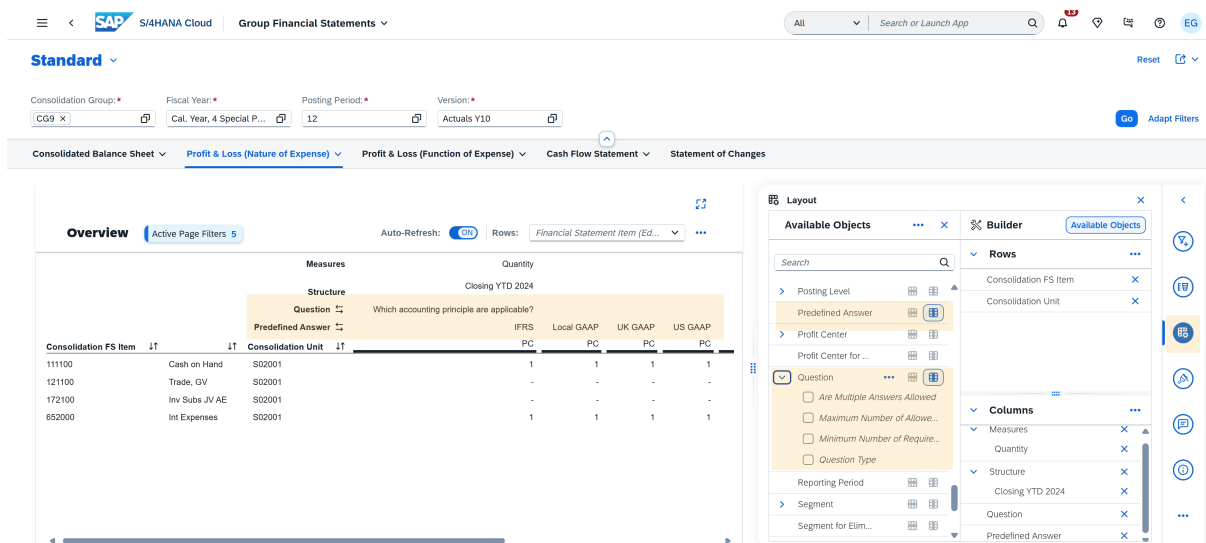 SAP S/4HANA Cloud Group Financial Statements All Search or Launch App 13 EG
Standard Reset
Consolidation Group:* Fiscal Year:* Posting Period:* Version:*
CG9 × Cal. Year, 4 Special P... 12 Actuals Y10 Go Adapt Filters
Consolidated Balance Sheet Profit & Loss (Nature of Expense) Profit & Loss (Function of Expense) Cash Flow Statement Statement of Changes
Overview Active Page Filters 5 Auto-Refresh: ON Rows: Financial Statement Item (Ed... ...
Measures Quantity
Structure Closing YTD 2024
Question Which accounting principle are applicable?
Predefined Answer IFRS Local GAAP UK GAAP US GAAP
Consolidation FS Item Consolidation Unit PC PC PC PC
111100 Cash on Hand S02001 1 1 1 1
121100 Trade, GV S02001 - - - -
172100 Inv Subs JV AE S02001 - - - -
652000 Int Expenses S02001 1 1 1 1
Layout
Available Objects ...
Search
Posting Level
Predefined Answer
Profit Center
Profit Center for ...
Question ...
Are Multiple Answers Allowed
Maximum Number of Allowe...
Minimum Number of Require...
Question Type
Reporting Period
Segment
Segment for Elim...
Builder Available Objects
Rows ...
Consolidation FS Item
Consolidation Unit
Columns ...
Measures
Quantity
Structure
Closing YTD 2024
Question
Predefined Answer